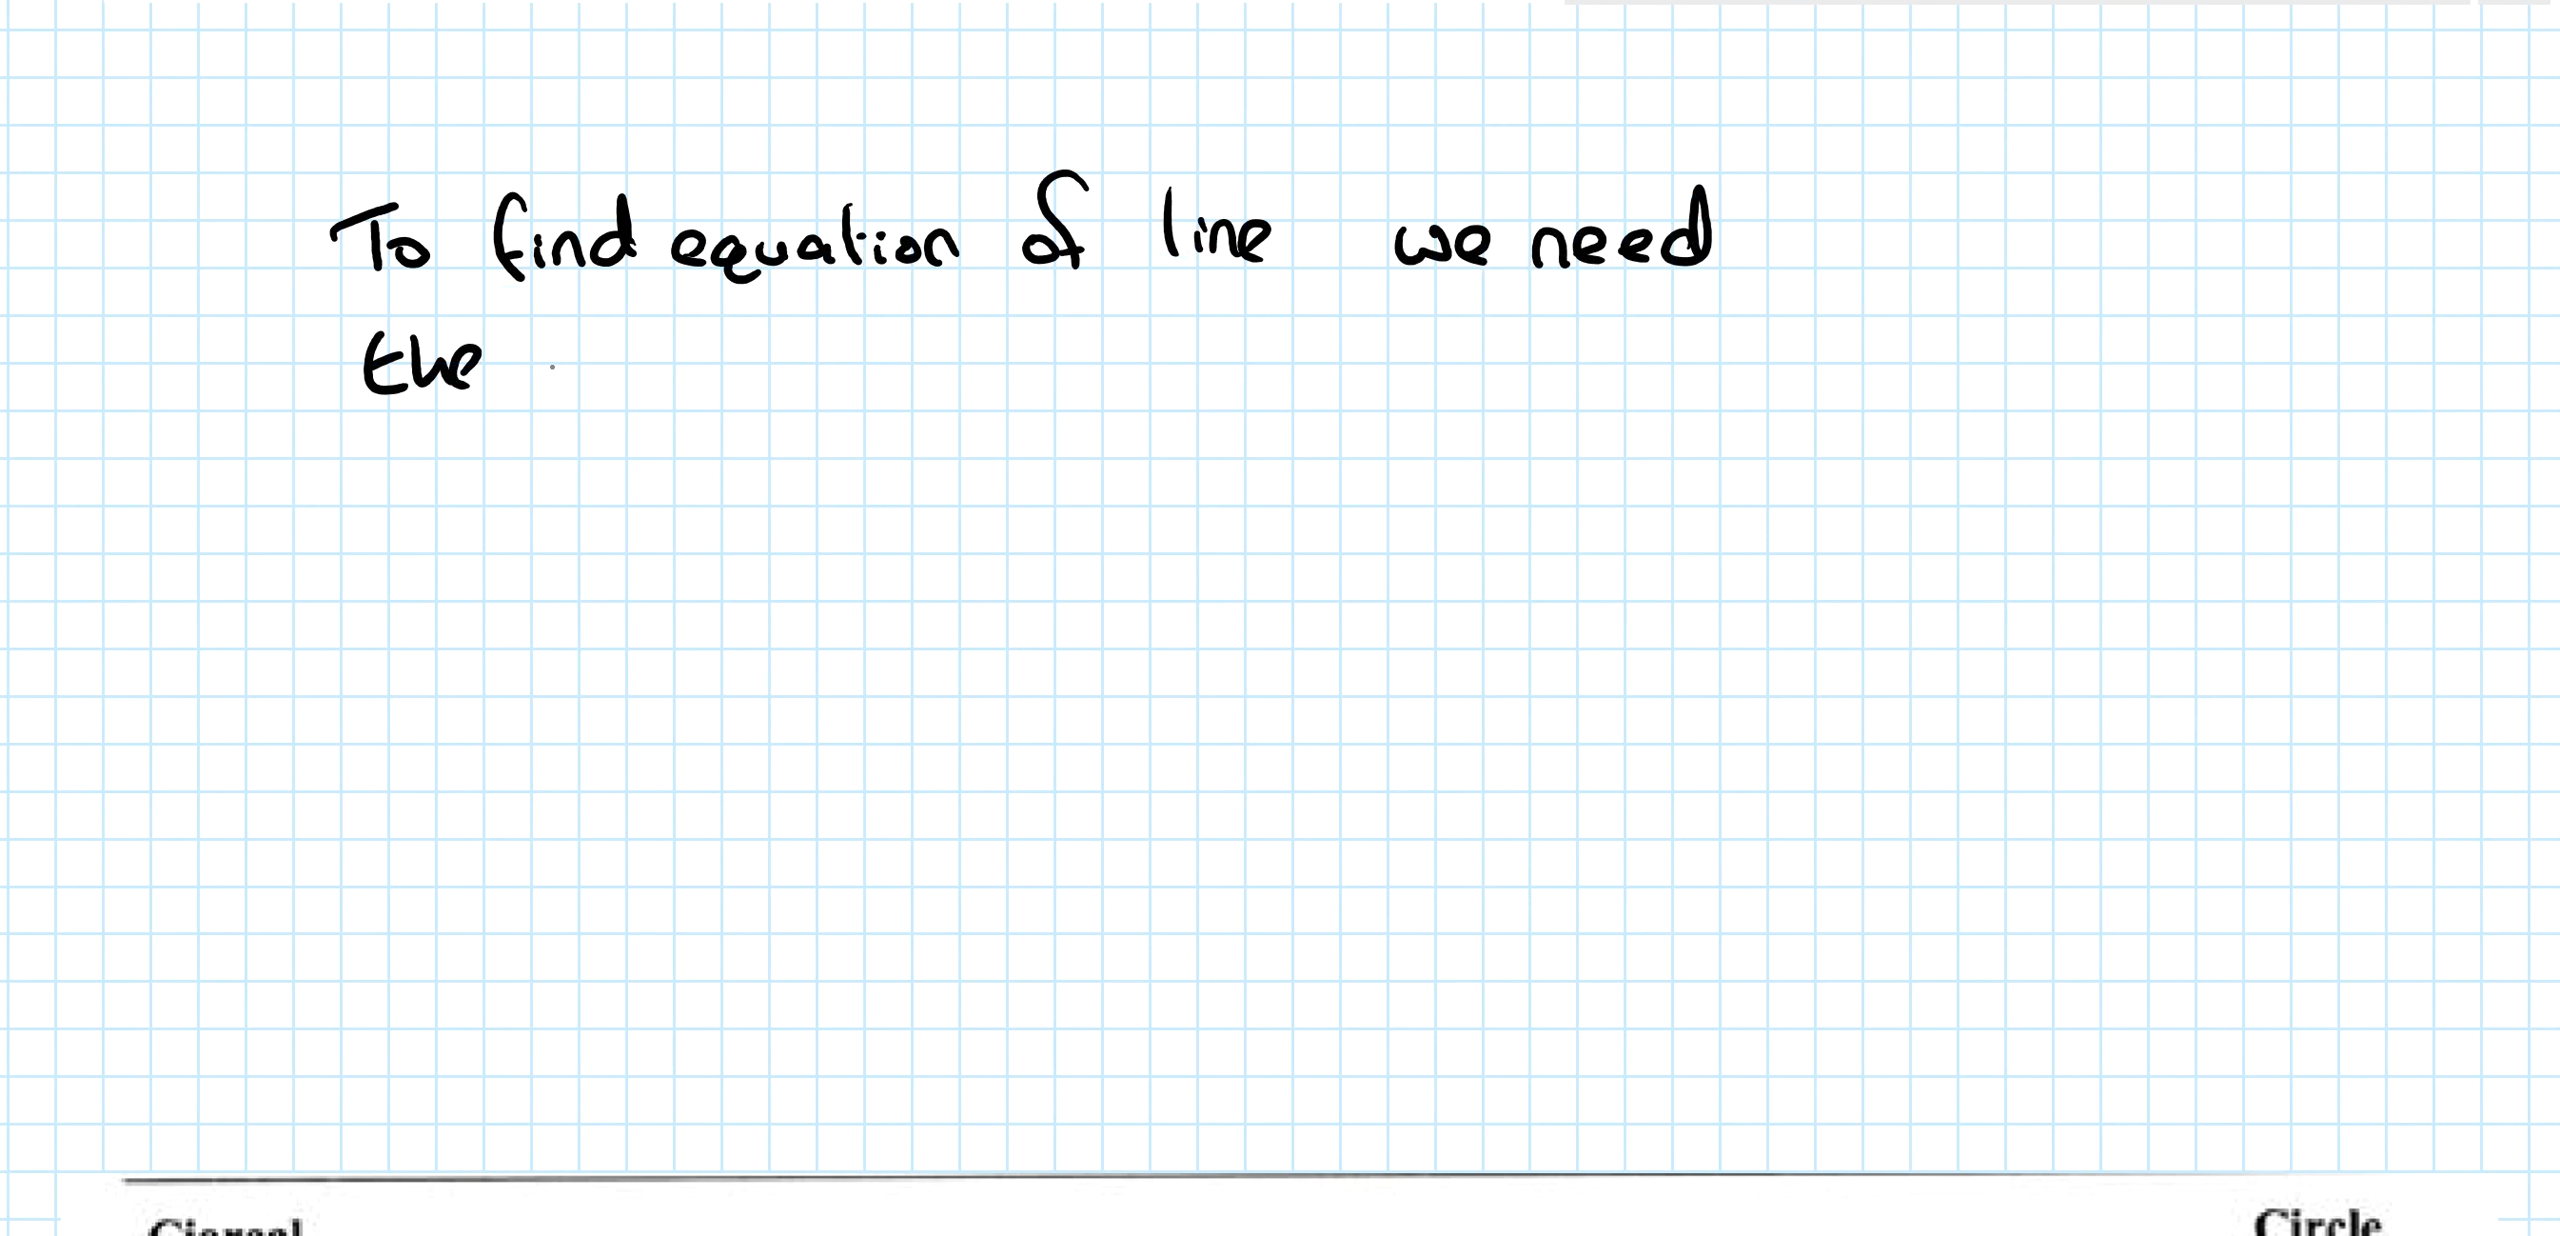 To find equation of line we need
the
Circle